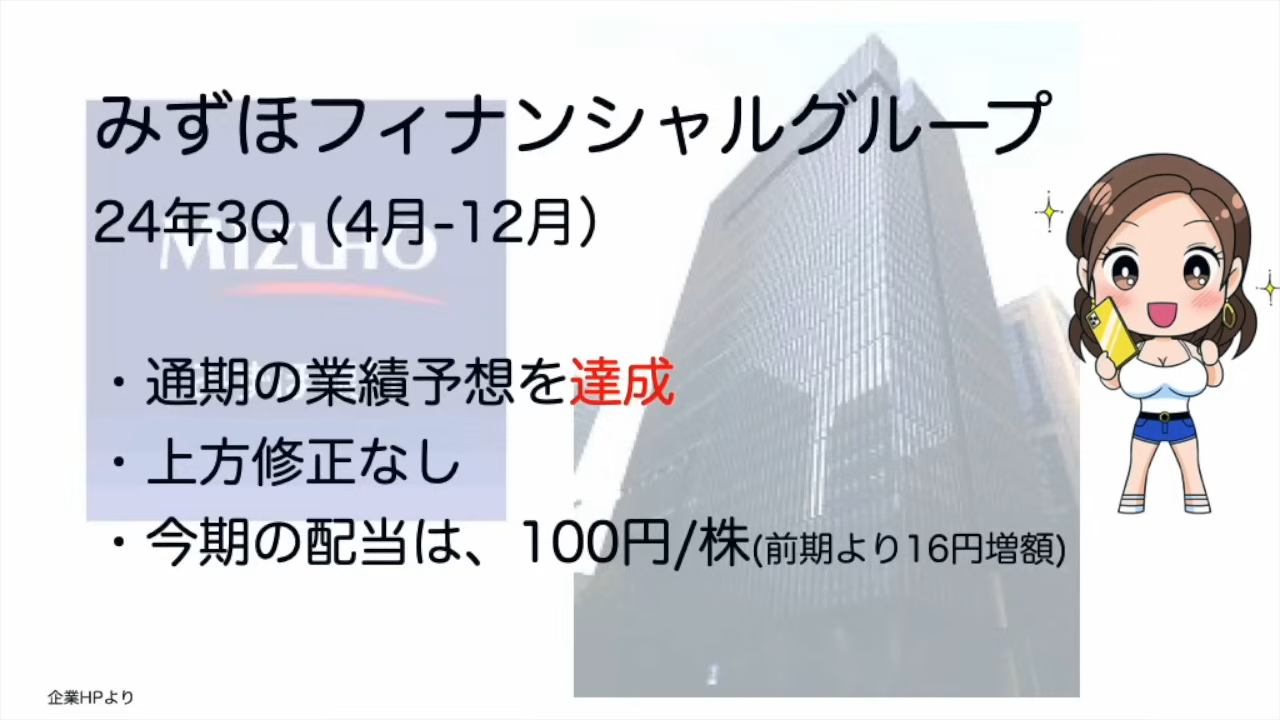 みずほフィナンシャルグループ
24年3Q（4月-12月）
MIZUHO
・通期の業績予想を達成
・上方修正なし
・今期の配当は、100円/株(前期より16円増額)
企業HPより